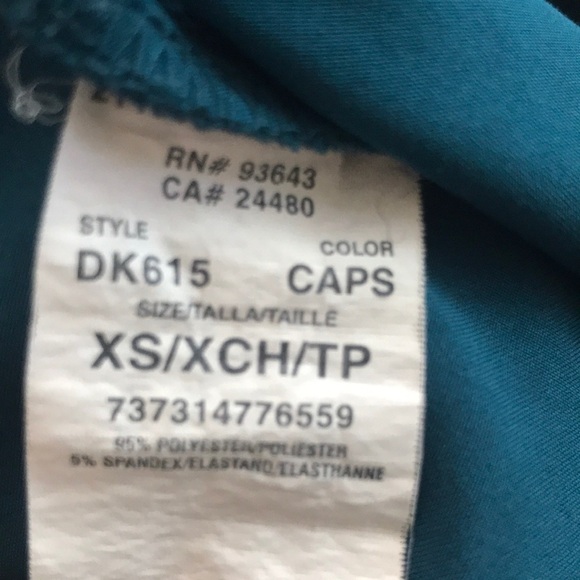 RN# 93643
CA# 24480
STYLE
COLOR
DK615 CAPS
SIZE/TALLA/TAILLE
XS/XCH/TP
737314776559
95% POLYESTER/POLIESTER
5% SPANDEX/ELASTANO/ELASTHANNE